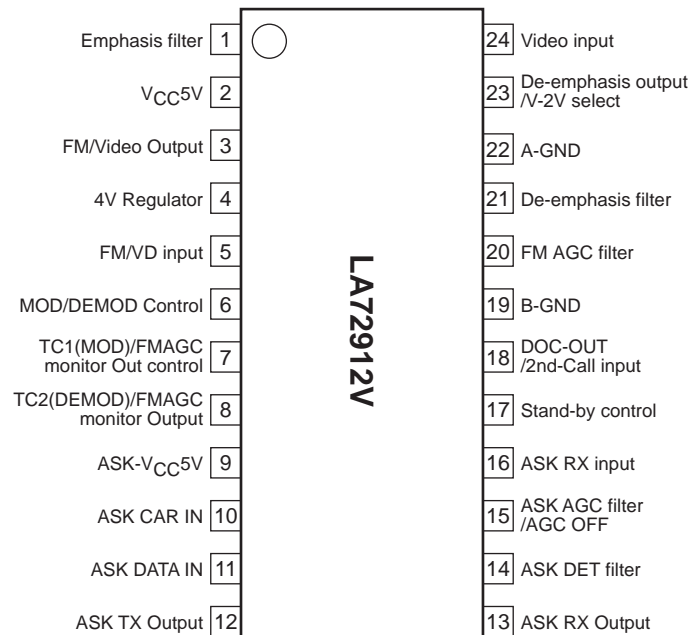 Emphasis filter 1
VCC5V 2
FM/Video Output 3
4V Regulator 4
FM/VD input 5
MOD/DEMOD Control 6
TC1(MOD)/FMAGC
monitor Out control 7
TC2(DEMOD)/FMAGC
monitor Output 8
ASK-VCC5V 9
ASK CAR IN 10
ASK DATA IN 11
ASK TX Output 12
LA72912V
24 Video input
23 De-emphasis output
/V-2V select
22 A-GND
21 De-emphasis filter
20 FM AGC filter
19 B-GND
18 DOC-OUT
/2nd-Call input
17 Stand-by control
16 ASK RX input
15 ASK AGC filter
/AGC OFF
14 ASK DET filter
13 ASK RX Output